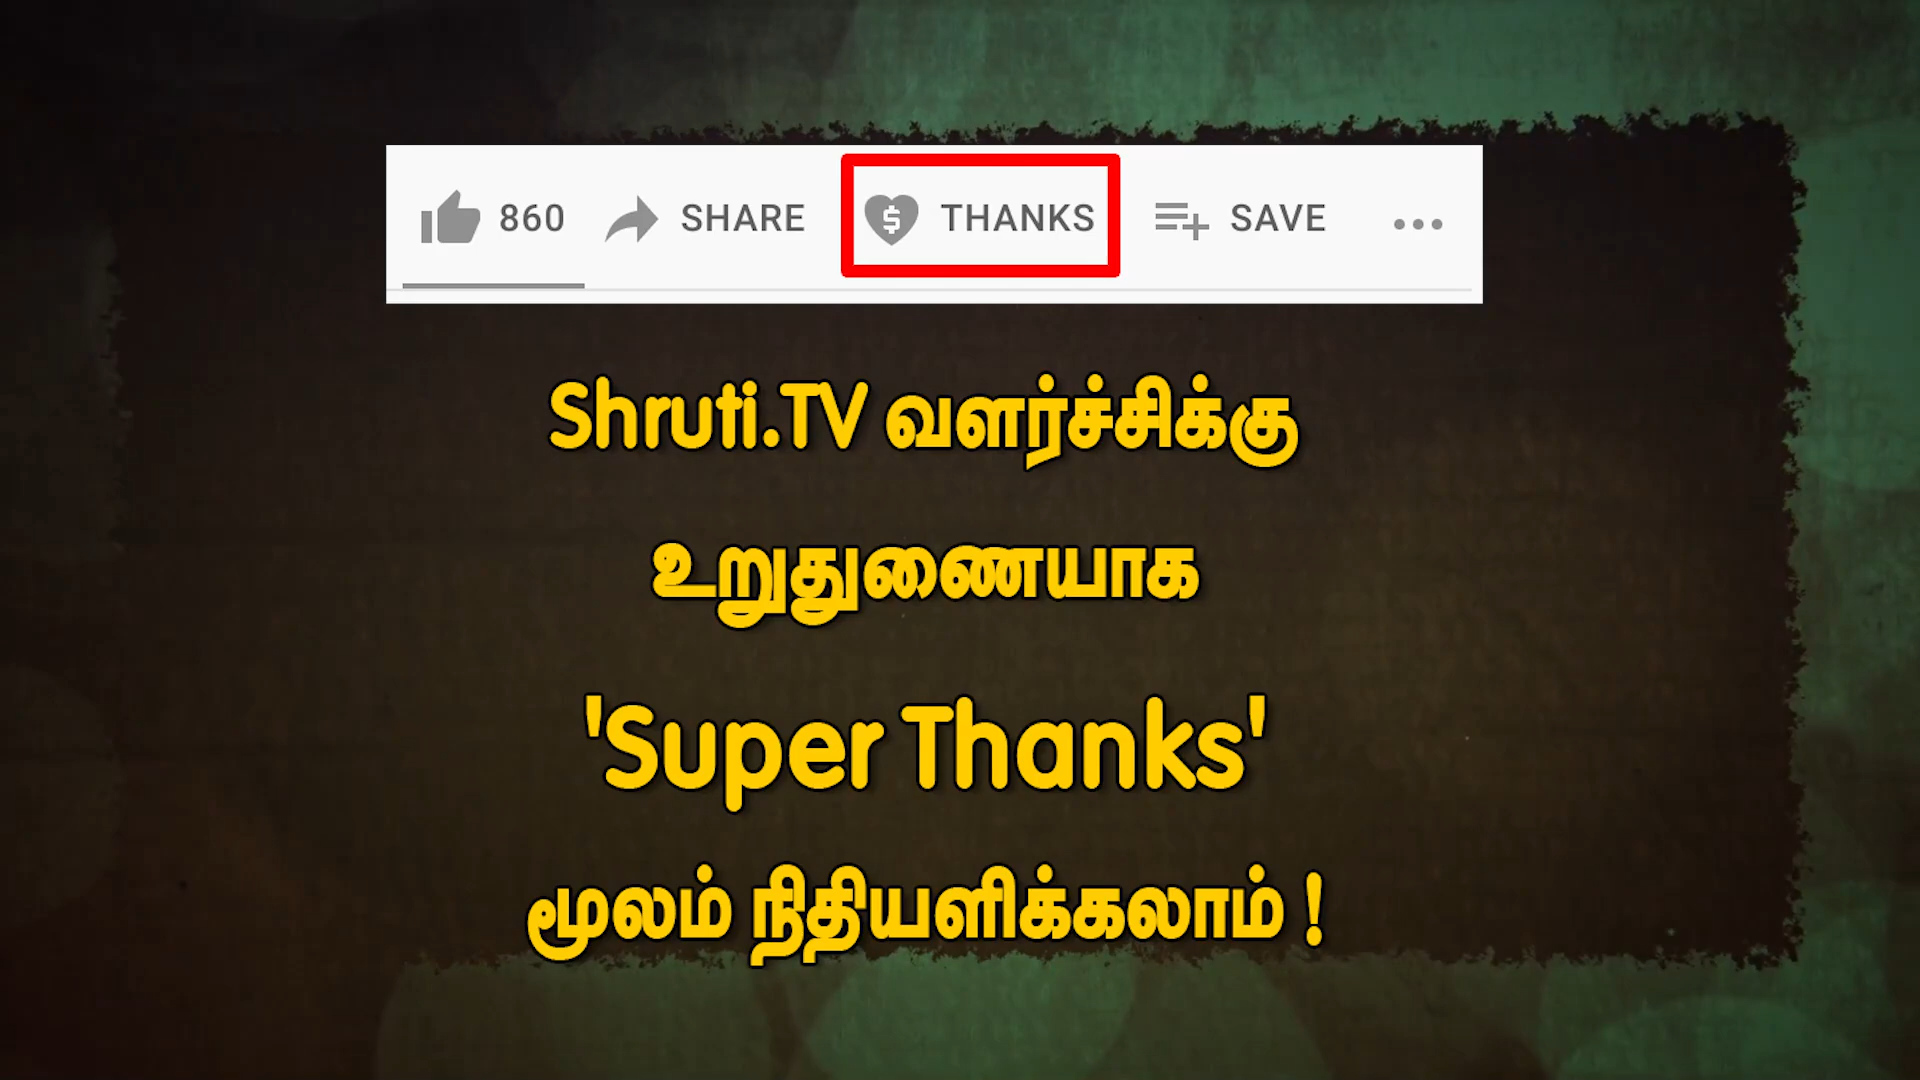 860 SHARE THANKS SAVE
Shruti.TV வளர்ச்சிக்கு
உறுதுணையாக
'Super Thanks'
மூலம் நிதியளிக்கலாம் !